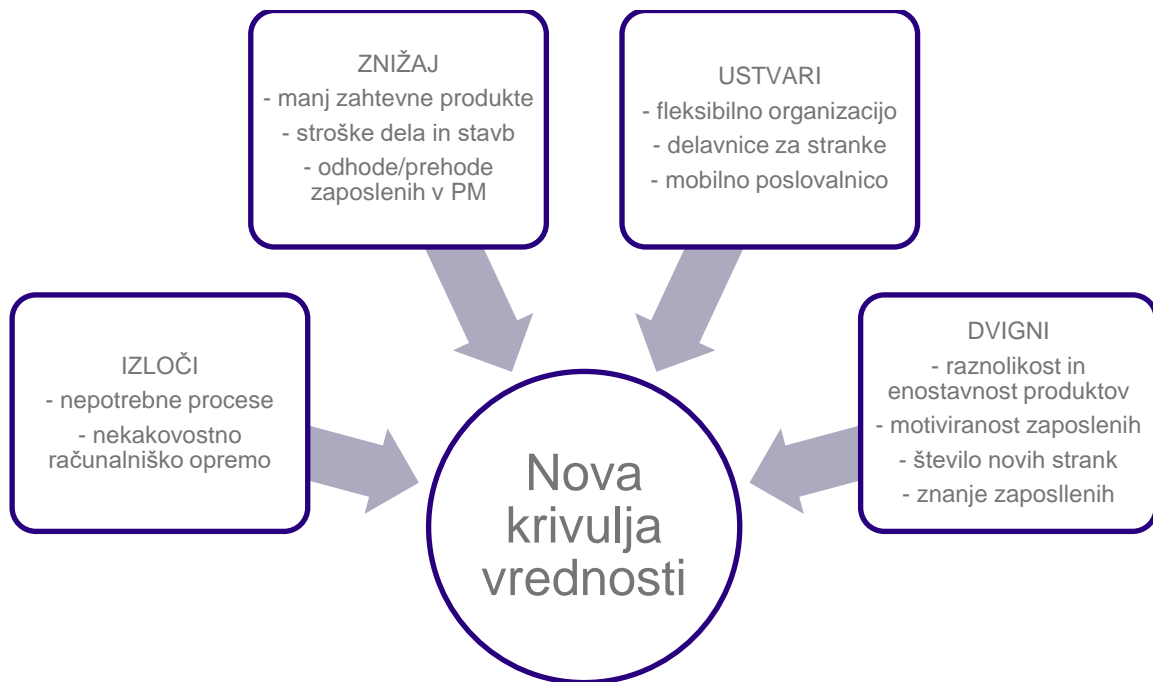 ZNIŽAJ
- manj zahtevne produkte
- stroške dela in stavb
- odhode/prehode
zaposlenih v PM
USTVARI
- fleksibilno organizacijo
- delavnice za stranke
- mobilno poslovalnico
IZLOČI
- nepotrebne procese
- nekakovostno
računalniško opremo
DVIGNI
- raznolikost in
enostavnost produktov
- motiviranost zaposlenih
- število novih strank
- znanje zaposllenih
Nova
krivulja
vrednosti